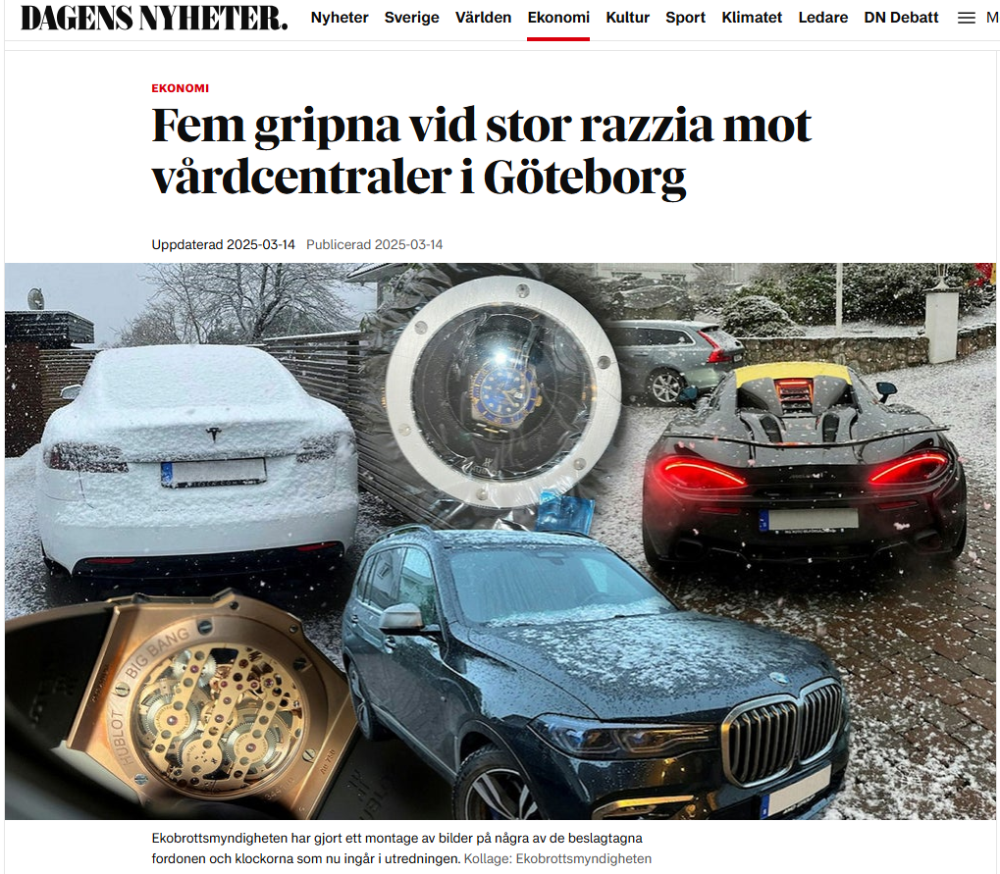 DAGENS NYHETER.
Nyheter Sverige Världen Ekonomi Kultur Sport Klimatet Ledare DN Debatt M
EKONOMI
Fem gripna vid stor razzia mot
vårdcentraler i Göteborg
Uppdaterad 2025-03-14 Publicerad 2025-03-14
HUBLOT BIG BANG
Ekobrottsmyndigheten har gjort ett montage av bilder på några av de beslagtagna
fordonen och klockorna som nu ingår i utredningen. Kollage: Ekobrottsmyndigheten